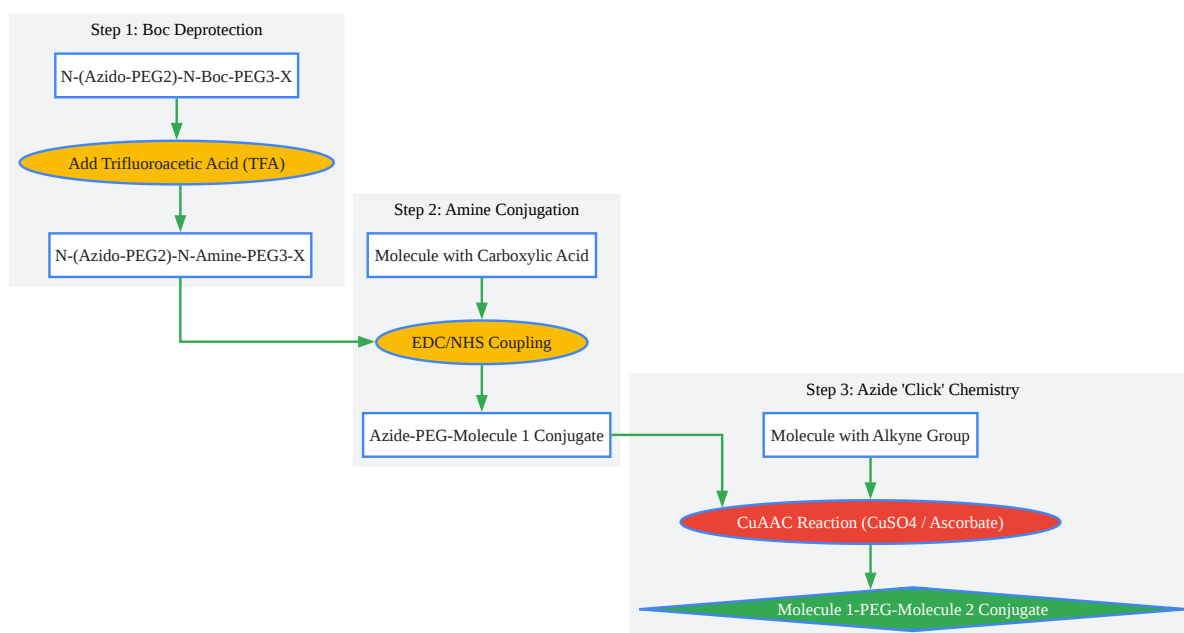 Step 1: Boc Deprotection
N-(Azido-PEG2)-N-Boc-PEG3-X
Add Trifluoroacetic Acid (TFA)
N-(Azido-PEG2)-N-Amine-PEG3-X
Step 2: Amine Conjugation
Molecule with Carboxylic Acid
EDC/NHS Coupling
Azide-PEG-Molecule 1 Conjugate
Step 3: Azide 'Click' Chemistry
Molecule with Alkyne Group
CuAAC Reaction (CuSO4 / Ascorbate)
Molecule 1-PEG-Molecule 2 Conjugate